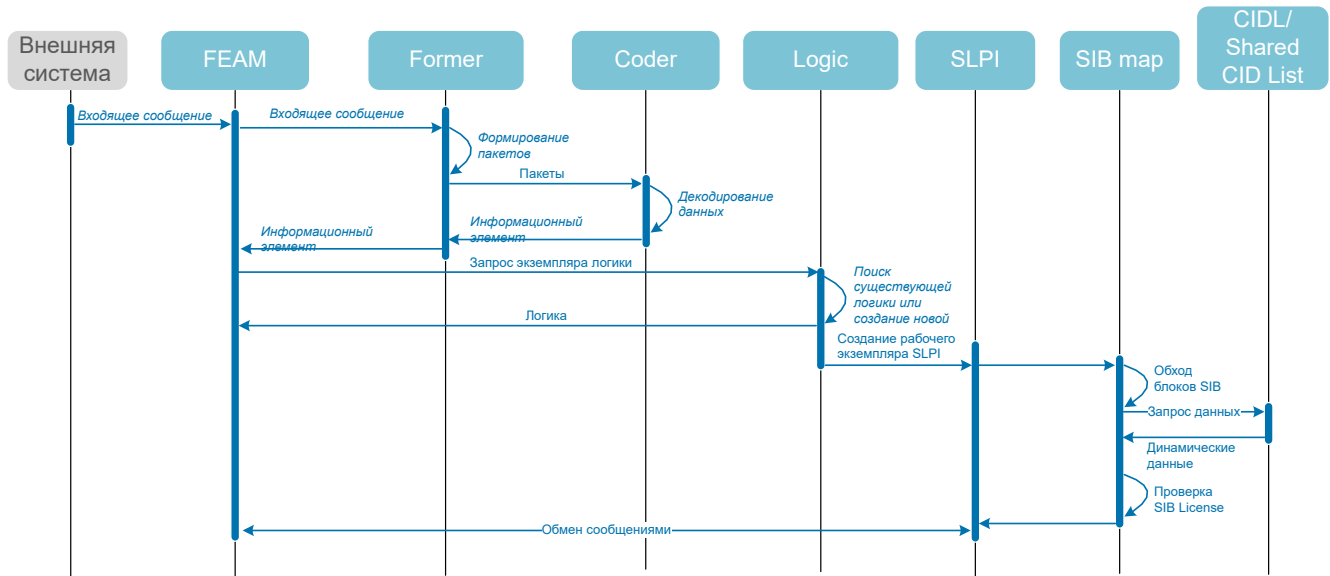 Внешняя
система
FEAM
Former
Coder
Logic
SLPI
SIB map
CIDL/
Shared
CID List
Входящее сообщение
Входящее сообщение
Формирование
пакетов
Пакеты
Декодирование
данных
Информационный
элемент
Информационный
элемент
Запрос экземпляра логики
Поиск
существующей
логики или
создание новой
Логика
Создание рабочего
экземпляра SLPI
Обход
блоков SIB
Запрос данных
Динамические
данные
Проверка
SIB License
Обмен сообщениями